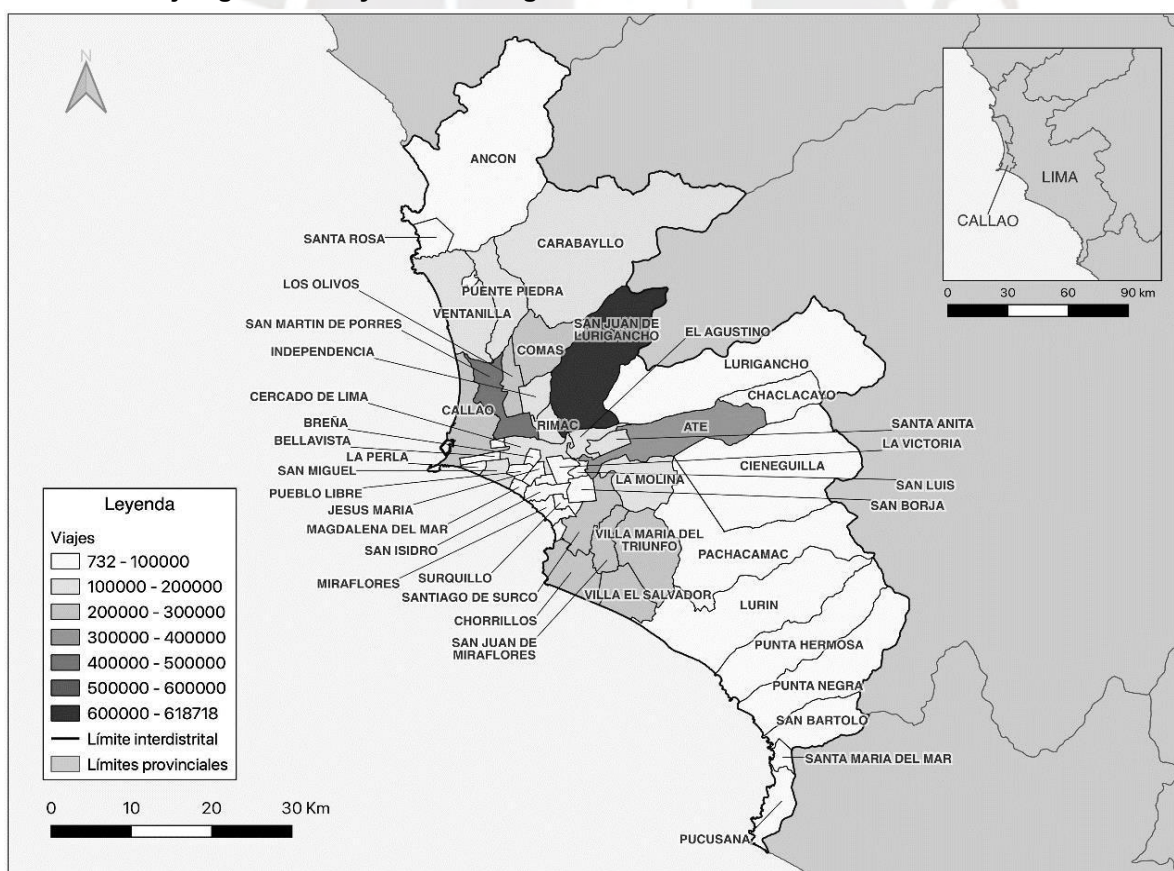 N
ANCON
SANTA ROSA
CARABAYLLO
LOS OLIVOS
PUENTE PIEDRA
VENTANILLA
SAN MARTIN DE PORRES
SAN JUAN DE
LURIGANCHO
EL AGUSTINO
INDEPENDENCIA
COMAS
LURIGANCHO
CERCADO DE LIMA
CALLAO
RIMAC
CHACLACAYO
BREÑA
ATE
SANTA ANITA
BELLAVISTA
LA VICTORIA
LA PERLA
CIENEGUILLA
SAN MIGUEL
LA MOLINA
SAN LUIS
PUEBLO LIBRE
SAN BORJA
JESUS MARIA
MAGDALENA DEL MAR
VILLA MARIA DEL
TRIUNFO
SAN ISIDRO
PACHACAMAC
MIRAFLORES
SURQUILLO
SANTIAGO DE SURCO
VILLA EL SALVADOR
LURIN
CHORRILLOS
SAN JUAN DE
MIRAFLORES
PUNTA HERMOSA
PUNTA NEGRA
SAN BARTOLO
SANTA MARIA DEL MAR
PUCUSANA
LIMA
CALLAO
0 30 60 90 km
Leyenda
Viajes
732 - 100000
100000 - 200000
200000 - 300000
300000 - 400000
400000 - 500000
500000 - 600000
600000 - 618718
Límite interdistrital
Límites provinciales
0 10 20 30 Km